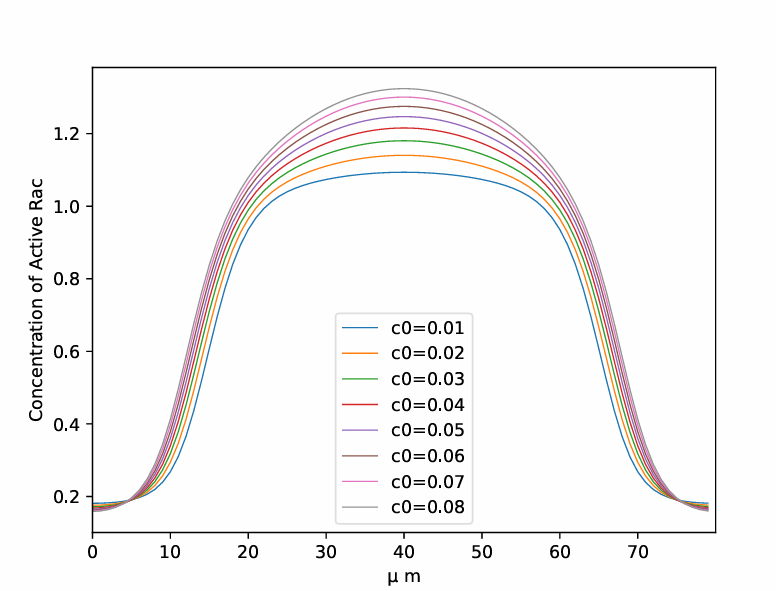 1.2
1.0
0.8
0.6
0.4
0.2
Concentration of Active Rac
c0=0.01
c0=0.02
c0=0.03
c0=0.04
c0=0.05
c0=0.06
c0=0.07
c0=0.08
0 10 20 30 40 50 60 70
μ m